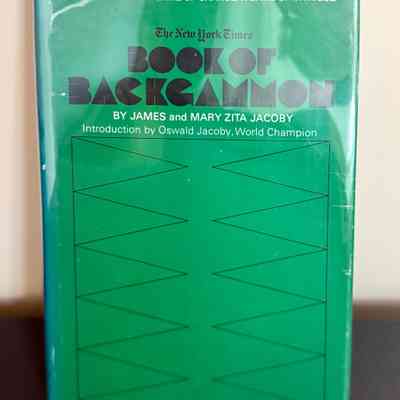 The New York Times
BOOK OF
BACKGAMMON
BY JAMES and MARY ZITA JACOBY
Introduction by Oswald Jacoby, World Champion